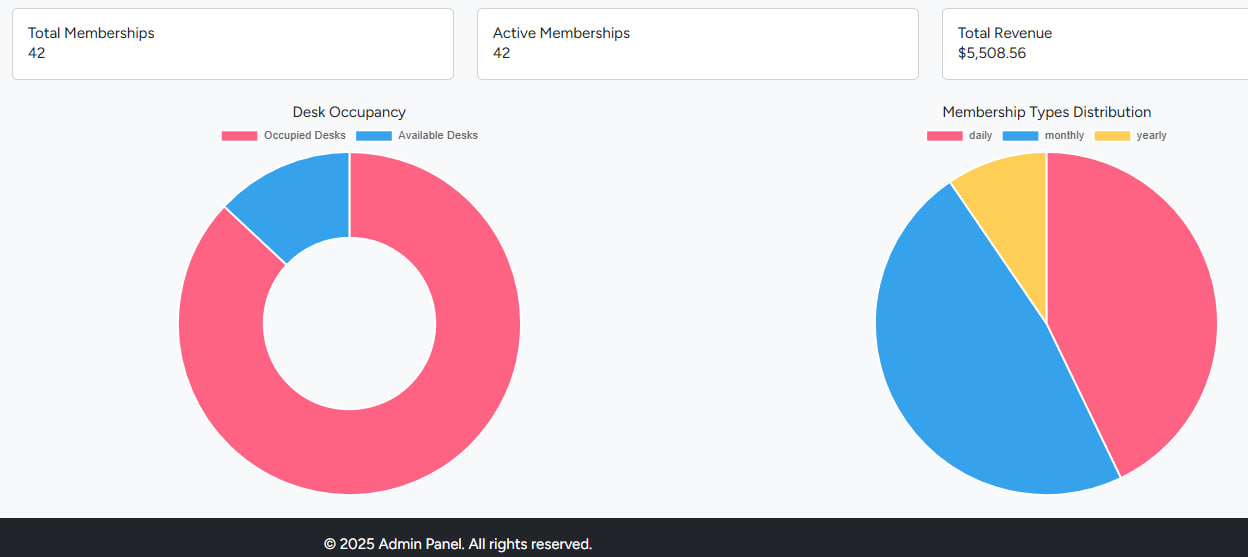 Total Memberships
42
Active Memberships
42
Total Revenue
$5,508.56
Desk Occupancy
Occupied Desks Available Desks
Membership Types Distribution
daily monthly yearly
© 2025 Admin Panel. All rights reserved.